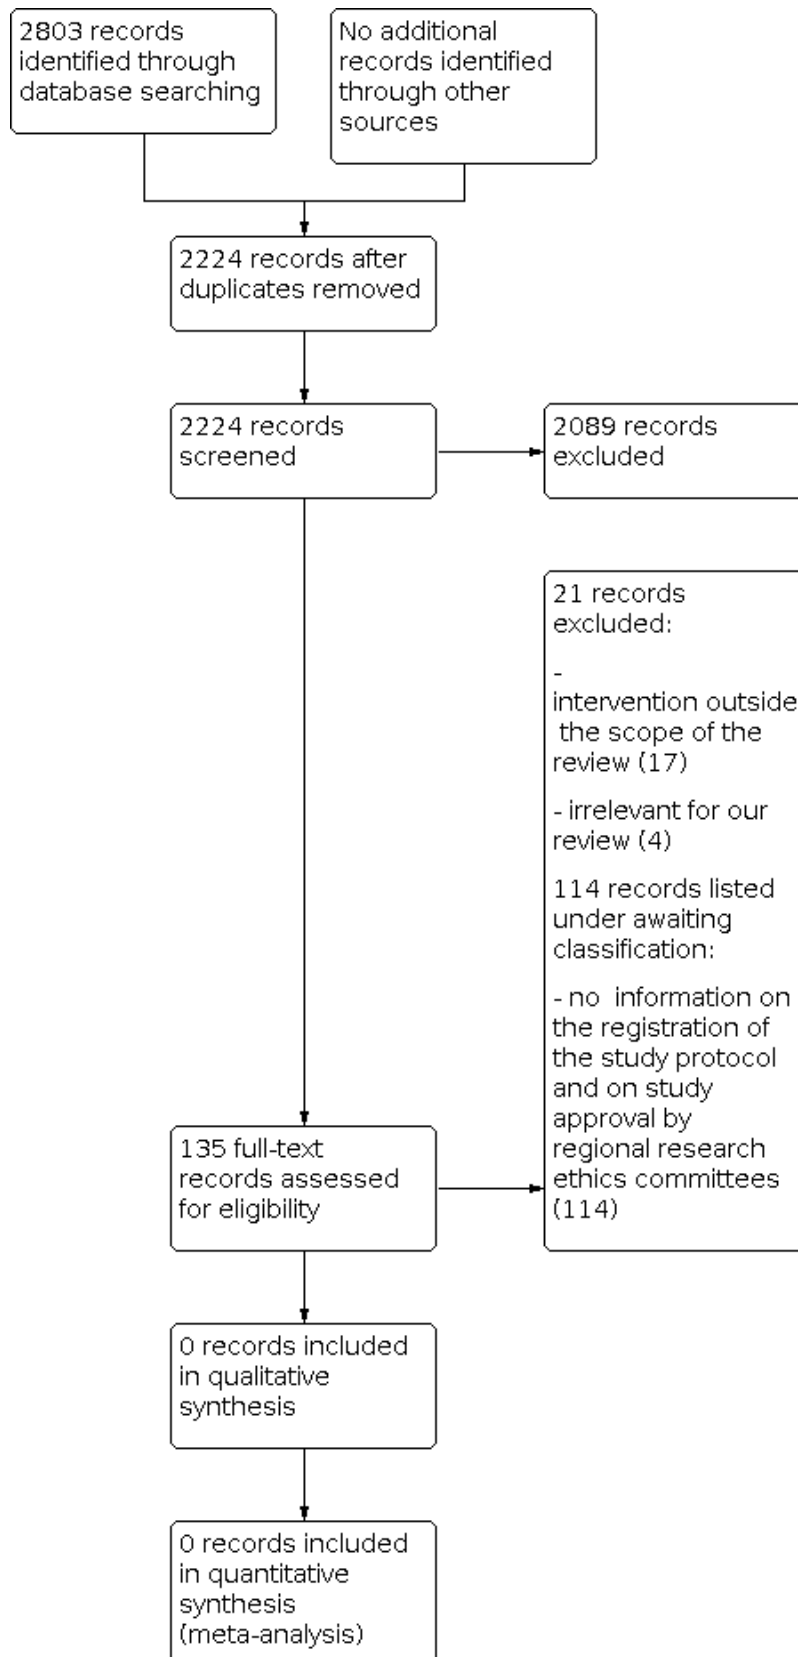 2803 records
identified through
database searching
No additional
records identified
through other
sources
2224 records after
duplicates removed
2224 records
screened
2089 records
excluded
21 records
excluded:
-
intervention outside
the scope of the
review (17)
- irrelevant for our
review (4)
114 records listed
under awaiting
classification:
- no  information on
the registration of
the study protocol
and on study
approval by
regional research
ethics committees
(114)
135 full-text
records assessed
for eligibility
0 records included
in qualitative
synthesis
0 records included
in quantitative
synthesis
(meta-analysis)